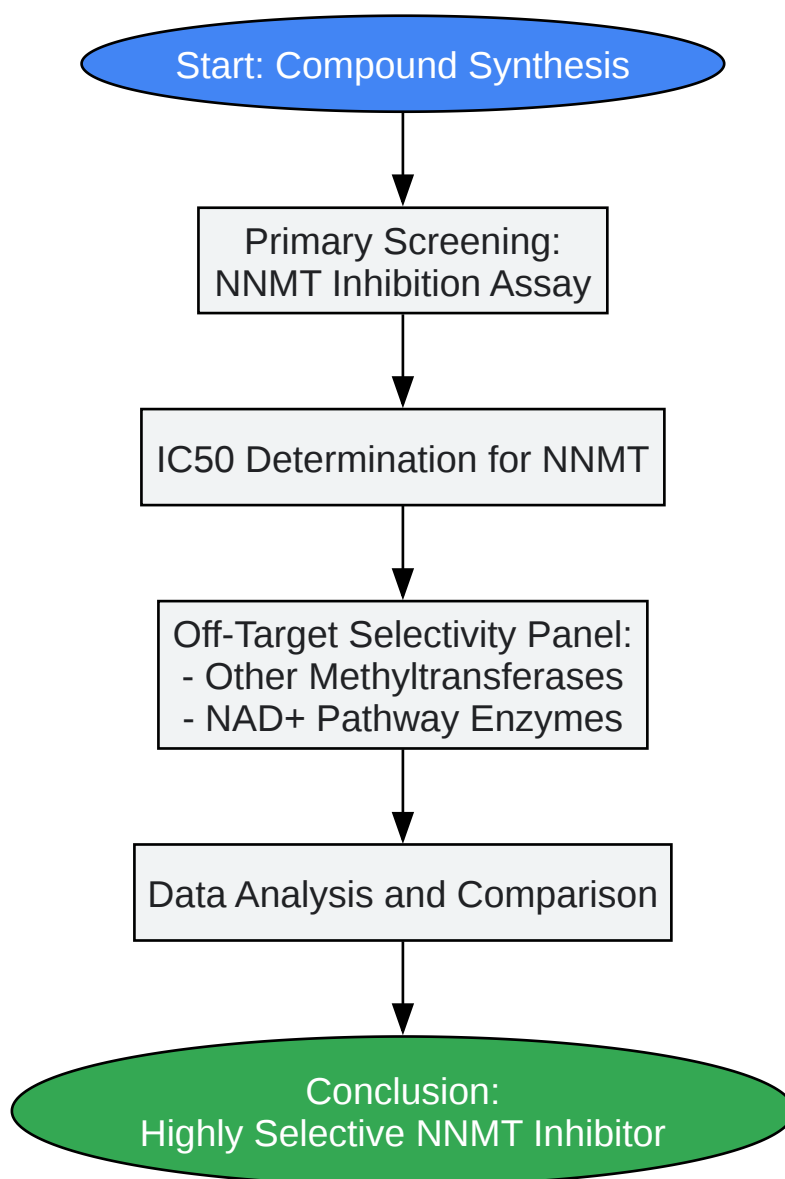 Start: Compound Synthesis
Primary Screening:
NNMT Inhibition Assay
IC50 Determination for NNMT
Off-Target Selectivity Panel:
- Other Methyltransferases
- NAD+ Pathway Enzymes
Data Analysis and Comparison
Conclusion:
Highly Selective NNMT Inhibitor